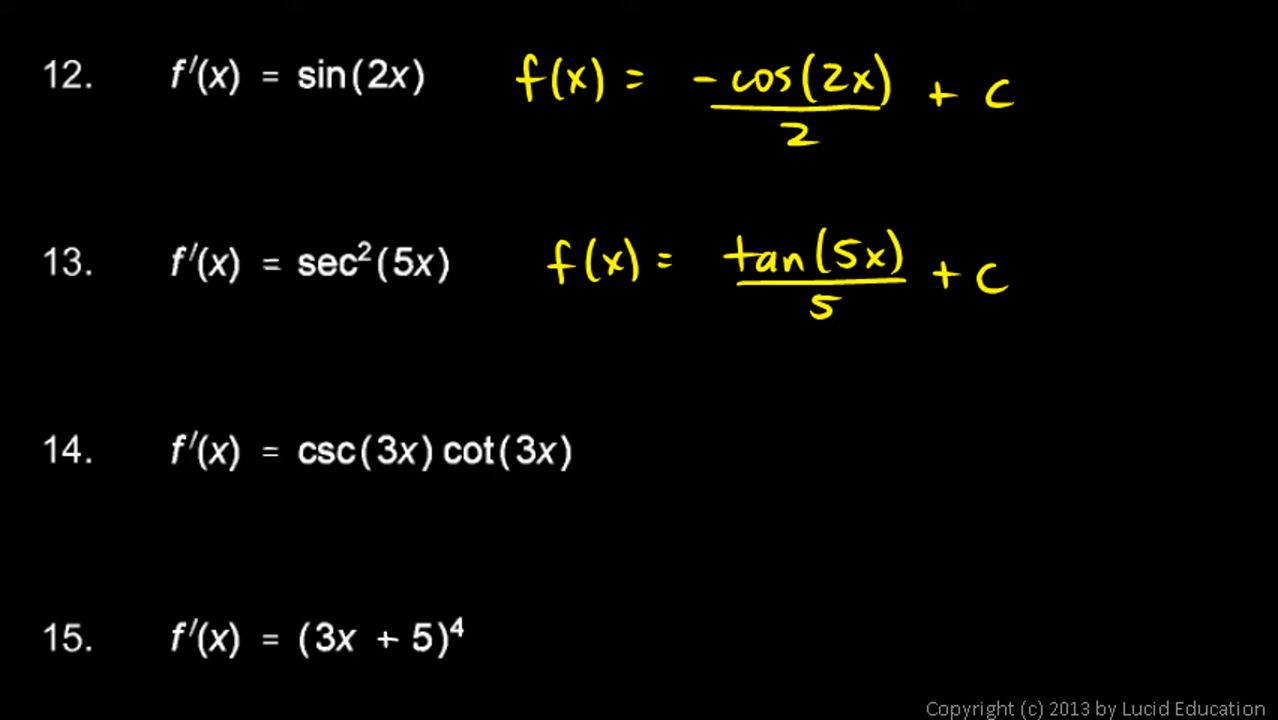 12. f′(x) = sin(2x) f(x) = -cos(2x)/2 + C
13. f′(x) = sec²(5x) f(x) = tan(5x)/5 + C
14. f′(x) = csc(3x) cot(3x)
15. f′(x) = (3x + 5)⁴
Copyright (c) 2013 by Lucid Education